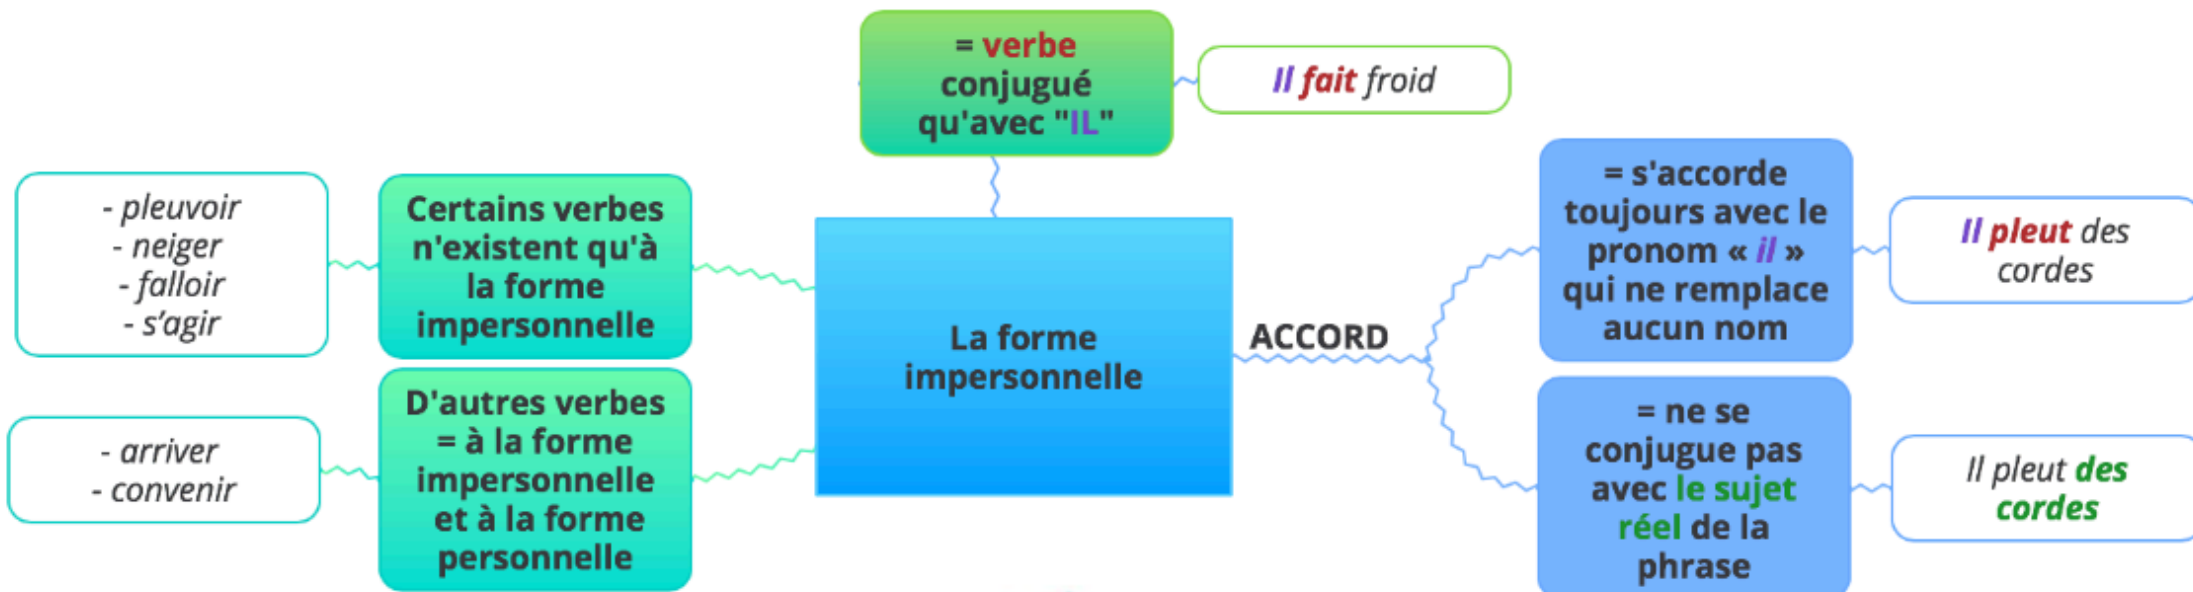 = verbe
conjugué
qu'avec "IL"
Il fait froid
- pleuvoir
- neiger
- falloir
- s'agir
Certains verbes
n'existent qu'à
la forme
impersonnelle
- arriver
- convenir
D'autres verbes
= à la forme
impersonnelle
et à la forme
personnelle
La forme
impersonnelle
ACCORD
= s'accorde
toujours avec le
pronom « il »
qui ne remplace
aucun nom
Il pleut des
cordes
= ne se
conjugue pas
avec le sujet
réel de la
phrase
Il pleut des
cordes